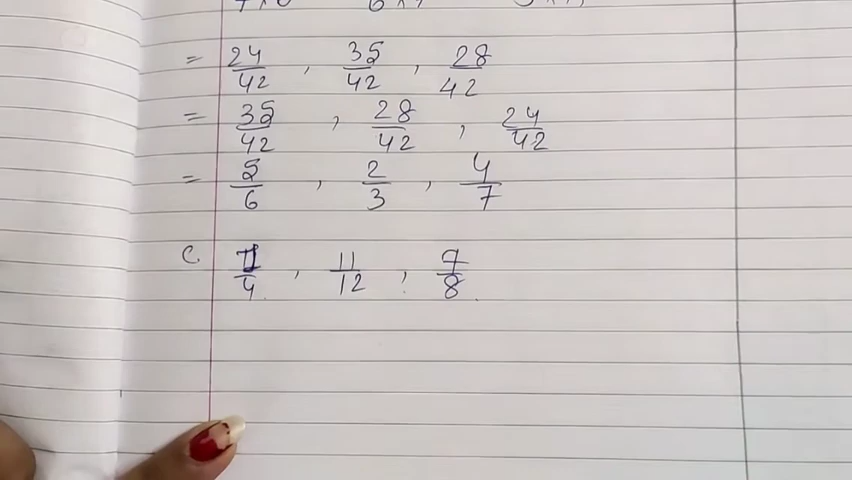 = 24/42 , 35/42 , 28/42
= 35/42 , 28/42 , 24/42
= 5/6 , 2/3 , 4/7
c. /4 , 11/12 , 7/8